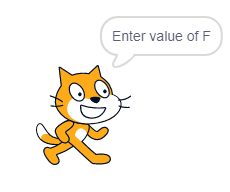 Enter value of F